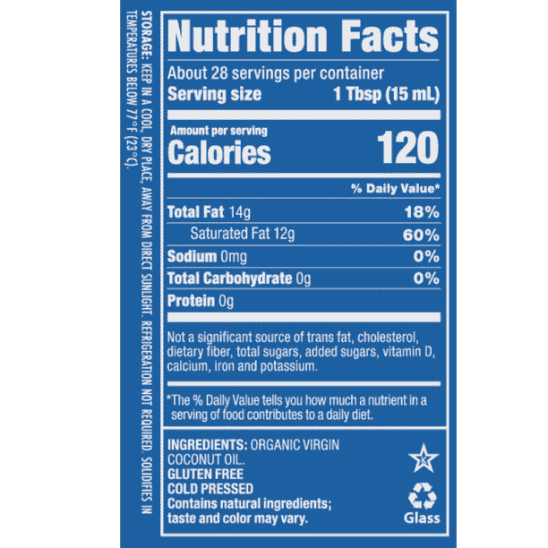 Nutrition Facts
About 28 servings per container
Serving size 1 Tbsp (15 mL)
Amount per serving
Calories 120
% Daily Value*
Total Fat 14g 18%
Saturated Fat 12g 60%
Sodium 0mg 0%
Total Carbohydrate 0g 0%
Protein 0g
Not a significant source of trans fat, cholesterol,
dietary fiber, total sugars, added sugars, vitamin D,
calcium, iron and potassium.
*The % Daily Value tells you how much a nutrient in a
serving of food contributes to a daily diet.
INGREDIENTS: ORGANIC VIRGIN
COCONUT OIL.
GLUTEN FREE
COLD PRESSED
Contains natural ingredients;
taste and color may vary.
K
Glass
STORAGE: KEEP IN A COOL, DRY PLACE, AWAY FROM DIRECT SUNLIGHT. REFRIGERATION NOT REQUIRED. SOLIDIFIES IN
TEMPERATURES BELOW 77°F (23°C).